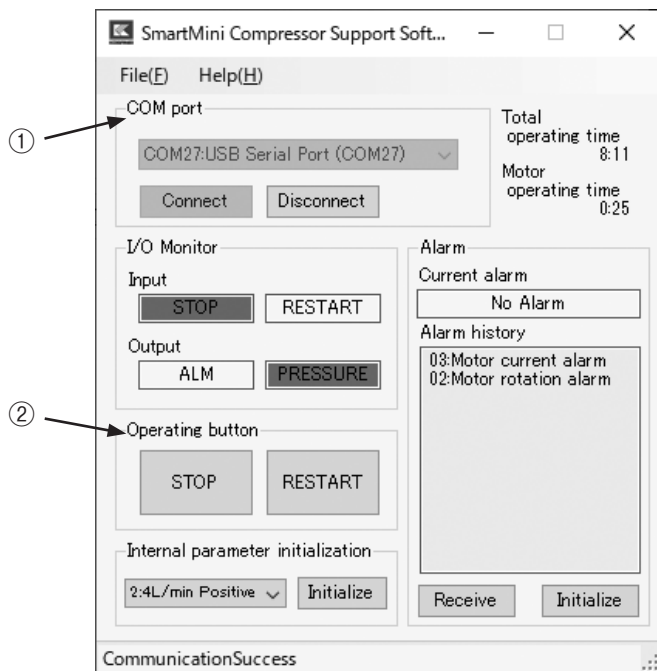 SmartMini Compressor Support Soft...
File(F) Help(H)
①
COM port
COM27:USB Serial Port (COM27)
Connect Disconnect
Total
operating time
8:11
Motor
operating time
0:25
I/O Monitor
Input
STOP RESTART
Output
ALM PRESSURE
②
Operating button
STOP RESTART
Internal parameter initialization
2:4L/min Positive Initialize
Alarm
Current alarm
No Alarm
Alarm history
03:Motor current alarm
02:Motor rotation alarm
Receive Initialize
CommunicationSuccess